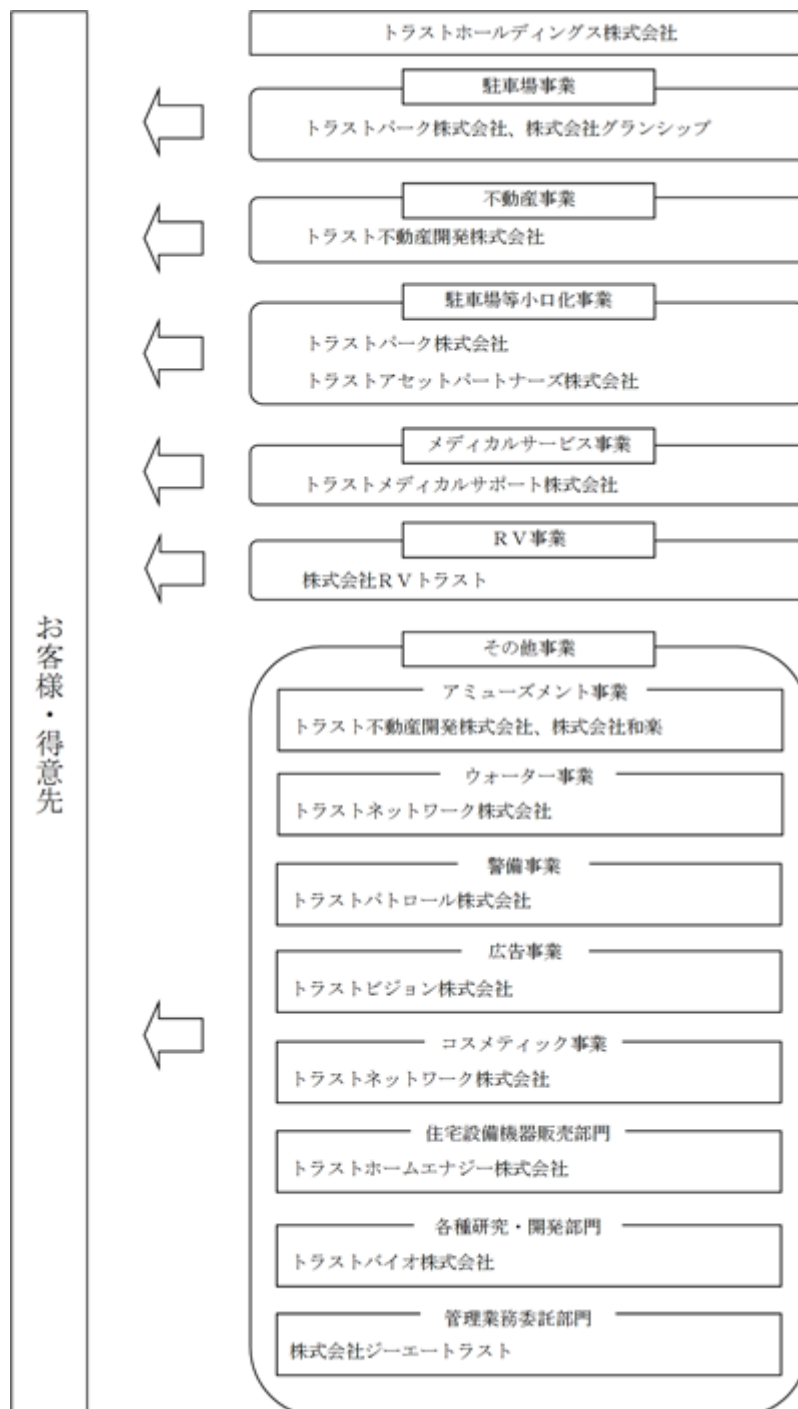 トラストホールディングス株式会社
駐車場事業
トラストパーク株式会社、株式会社グランシップ
不動産事業
トラスト不動産開発株式会社
駐車場等小口化事業
トラストパーク株式会社
トラストアセットパートナーズ株式会社
メディカルサービス事業
トラストメディカルサポート株式会社
ＲＶ事業
株式会社ＲＶトラスト
お客様・得意先
その他事業
アミューズメント事業
トラスト不動産開発株式会社、株式会社和楽
ウォーター事業
トラストネットワーク株式会社
警備事業
トラストパトロール株式会社
広告事業
トラストビジョン株式会社
コスメティック事業
トラストネットワーク株式会社
住宅設備機器販売部門
トラストホームエナジー株式会社
各種研究・開発部門
トラストバイオ株式会社
管理業務委託部門
株式会社ジーエートラスト